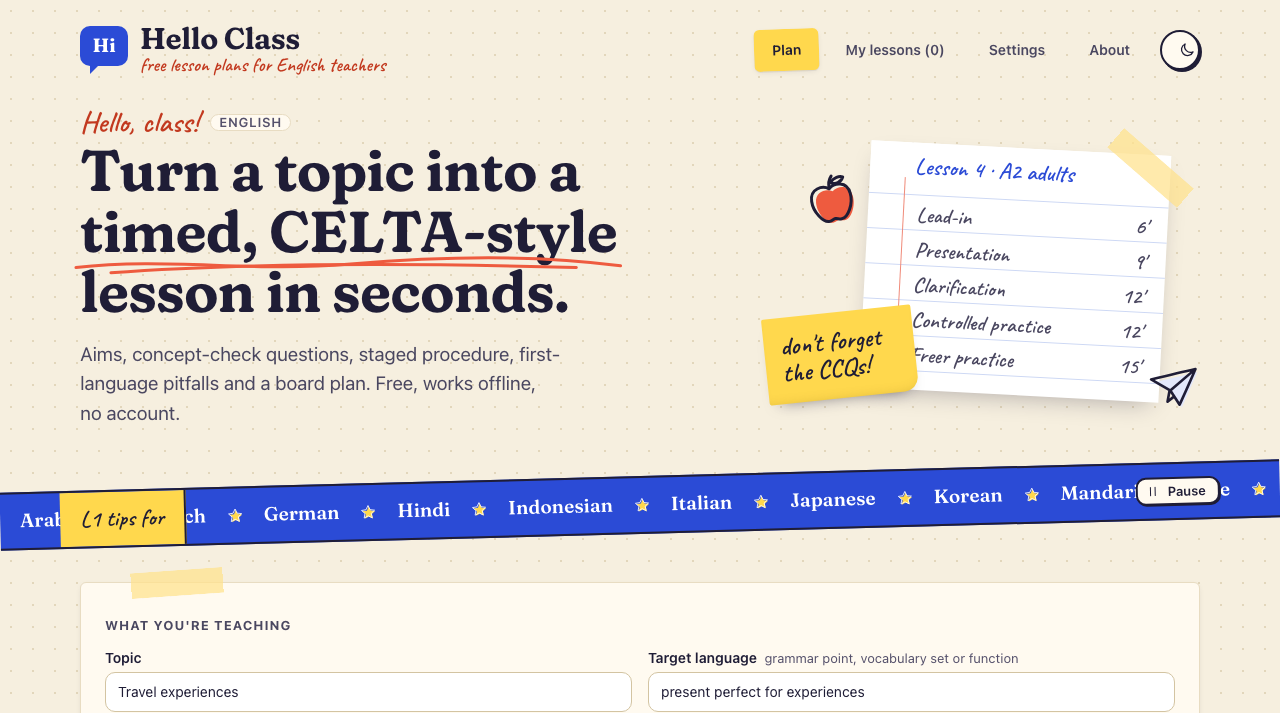 Hi
Hello Class
free lesson plans for English teachers
Plan
My lessons (0)
Settings
About
Hello, class!
ENGLISH
Turn a topic into a
timed, CELTA-style
lesson in seconds.
Aims, concept-check questions, staged procedure, first-
language pitfalls and a board plan. Free, works offline,
no account.
Lesson 4 · A2 adults
Lead-in 6'
Presentation 9'
Clarification 12'
Controlled practice 12'
Freer practice 15'
don't forget
the CCQs!
L1 tips for
German
Hindi
Indonesian
Italian
Japanese
Korean
Pause
WHAT YOU'RE TEACHING
Topic
Target language grammar point, vocabulary set or function
Travel experiences
present perfect for experiences